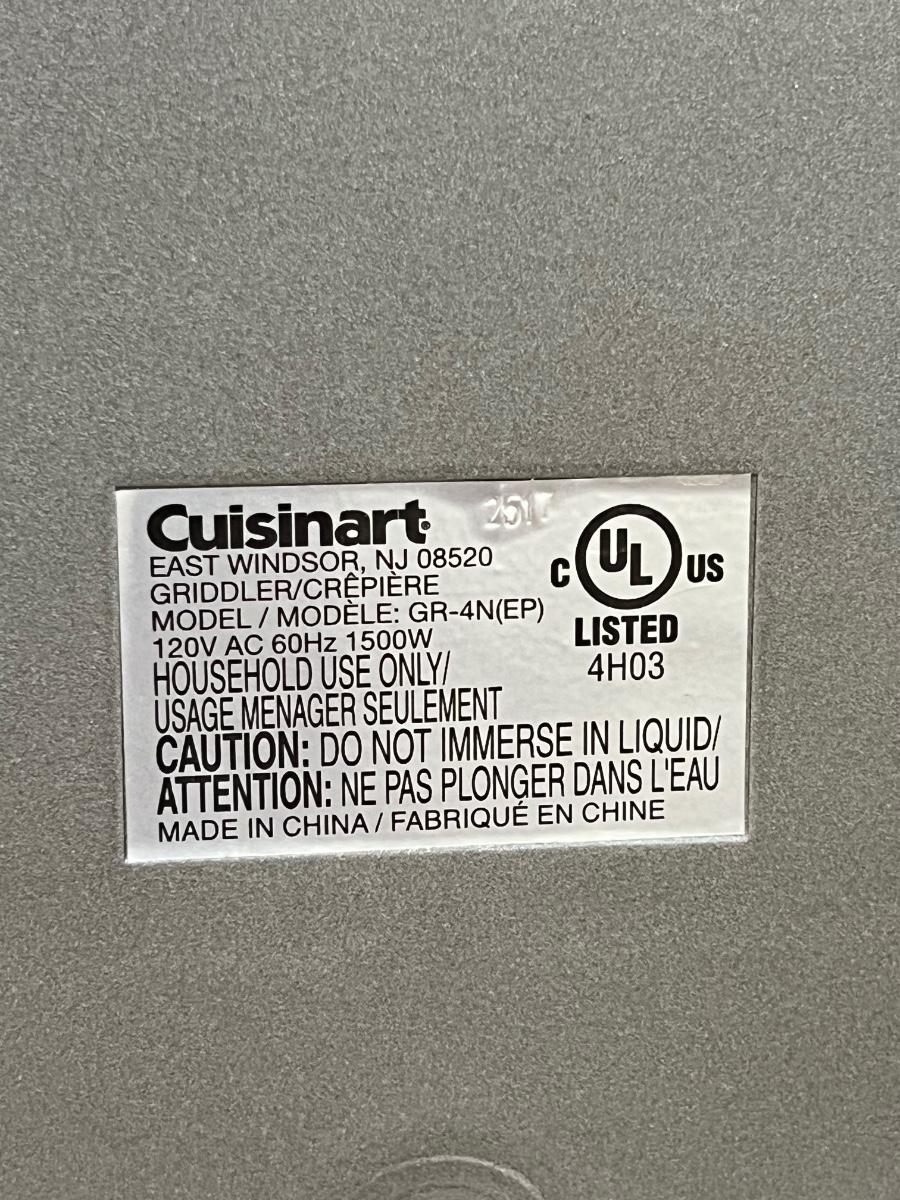 Cuisinart
EAST WINDSOR, NJ 08520
GRIDDLER/CRÊPIÈRE
MODEL / MODÈLE: GR-4N(EP)
120V AC 60Hz 1500W
HOUSEHOLD USE ONLY/
USAGE MENAGER SEULEMENT
CAUTION: DO NOT IMMERSE IN LIQUID/
ATTENTION: NE PAS PLONGER DANS L'EAU
MADE IN CHINA / FABRIQUÉ EN CHINE
C UL US
LISTED
4H03